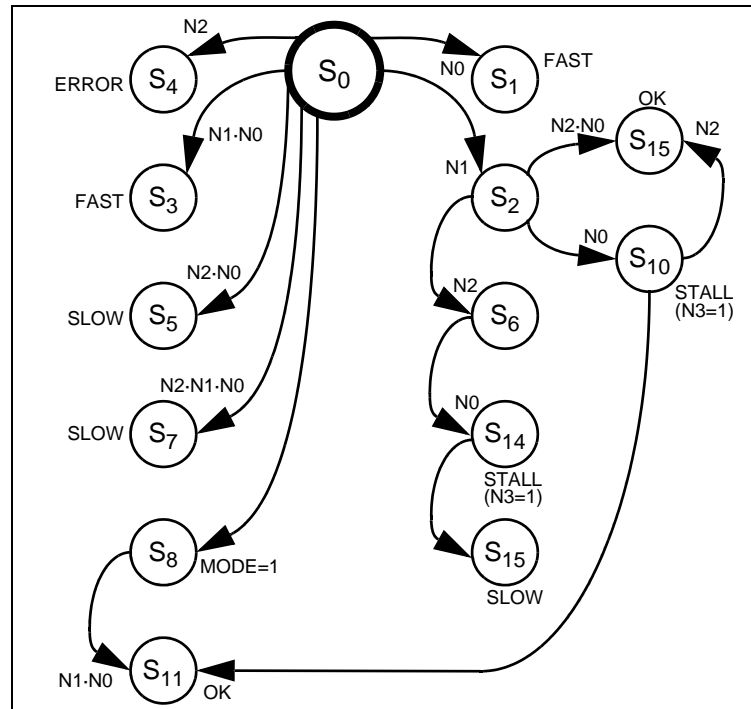 N2
S0
N0
FAST
S4
ERROR
S1
OK
N1·N0
N2·N0
N2
S15
N1
S3
FAST
S2
N0
S10
STALL
(N3=1)
N2·N0
S5
SLOW
N2
S6
N2·N1·N0
S7
SLOW
N0
S14
STALL
(N3=1)
S8
MODE=1
S15
SLOW
N1·N0
S11
OK